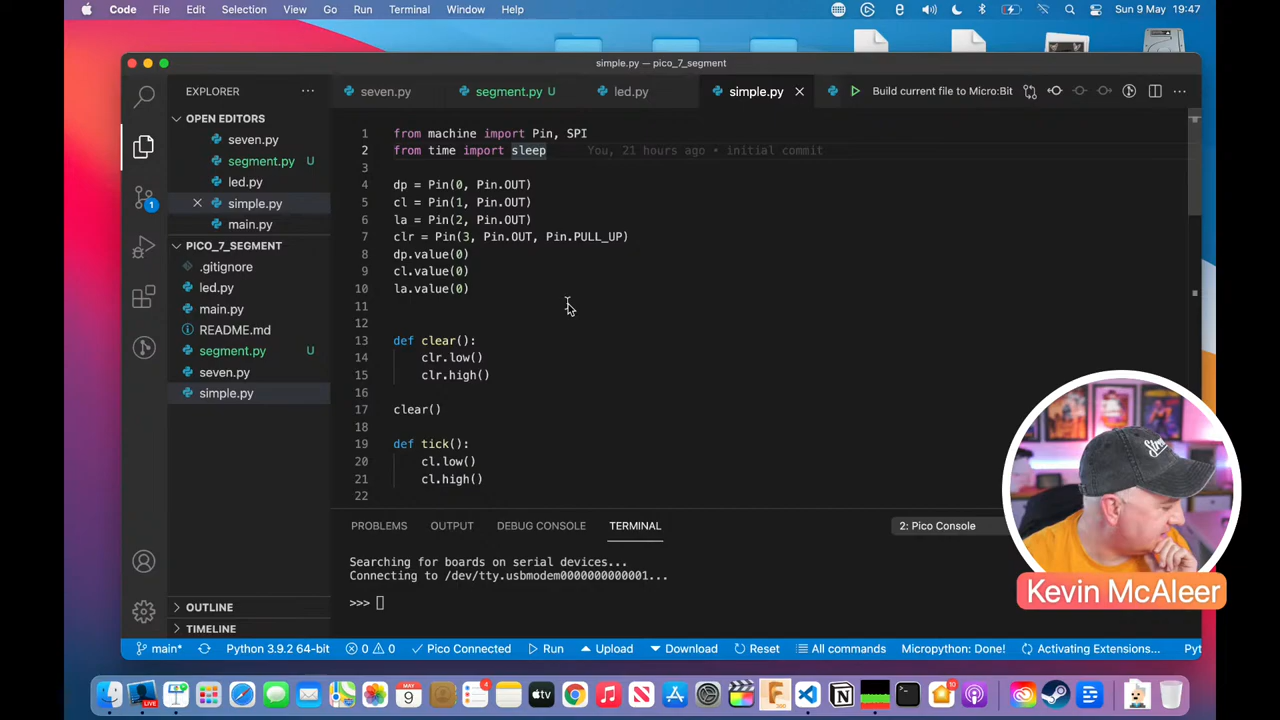 Code File Edit Selection View Go Run Terminal Window Help Sun 9 May 19:47
simple.py — pico_7_segment
EXPLORER
seven.py segment.py U led.py simple.py Build current file to Micro:Bit
OPEN EDITORS
seven.py
segment.py U
led.py
simple.py
main.py
PICO_7_SEGMENT
.gitignore
led.py
main.py
README.md
segment.py U
seven.py
simple.py
OUTLINE
TIMELINE
1
1 from machine import Pin, SPI
2 from time import sleep You, 21 hours ago • initial commit
3
4 dp = Pin(0, Pin.OUT)
5 cl = Pin(1, Pin.OUT)
6 la = Pin(2, Pin.OUT)
7 clr = Pin(3, Pin.OUT, Pin.PULL_UP)
8 dp.value(0)
9 cl.value(0)
10 la.value(0)
11
12
13 def clear():
14 clr.low()
15 clr.high()
16
17 clear()
18
19 def tick():
20 cl.low()
21 cl.high()
22
PROBLEMS OUTPUT DEBUG CONSOLE TERMINAL 2: Pico Console
Searching for boards on serial devices...
Connecting to /dev/tty.usbmodem0000000000001...
>>>
Kevin McAleer
main* Python 3.9.2 64-bit 0 0 Pico Connected Run Upload Download Reset All commands Micropython: Done! Activating Extensions... Pyt